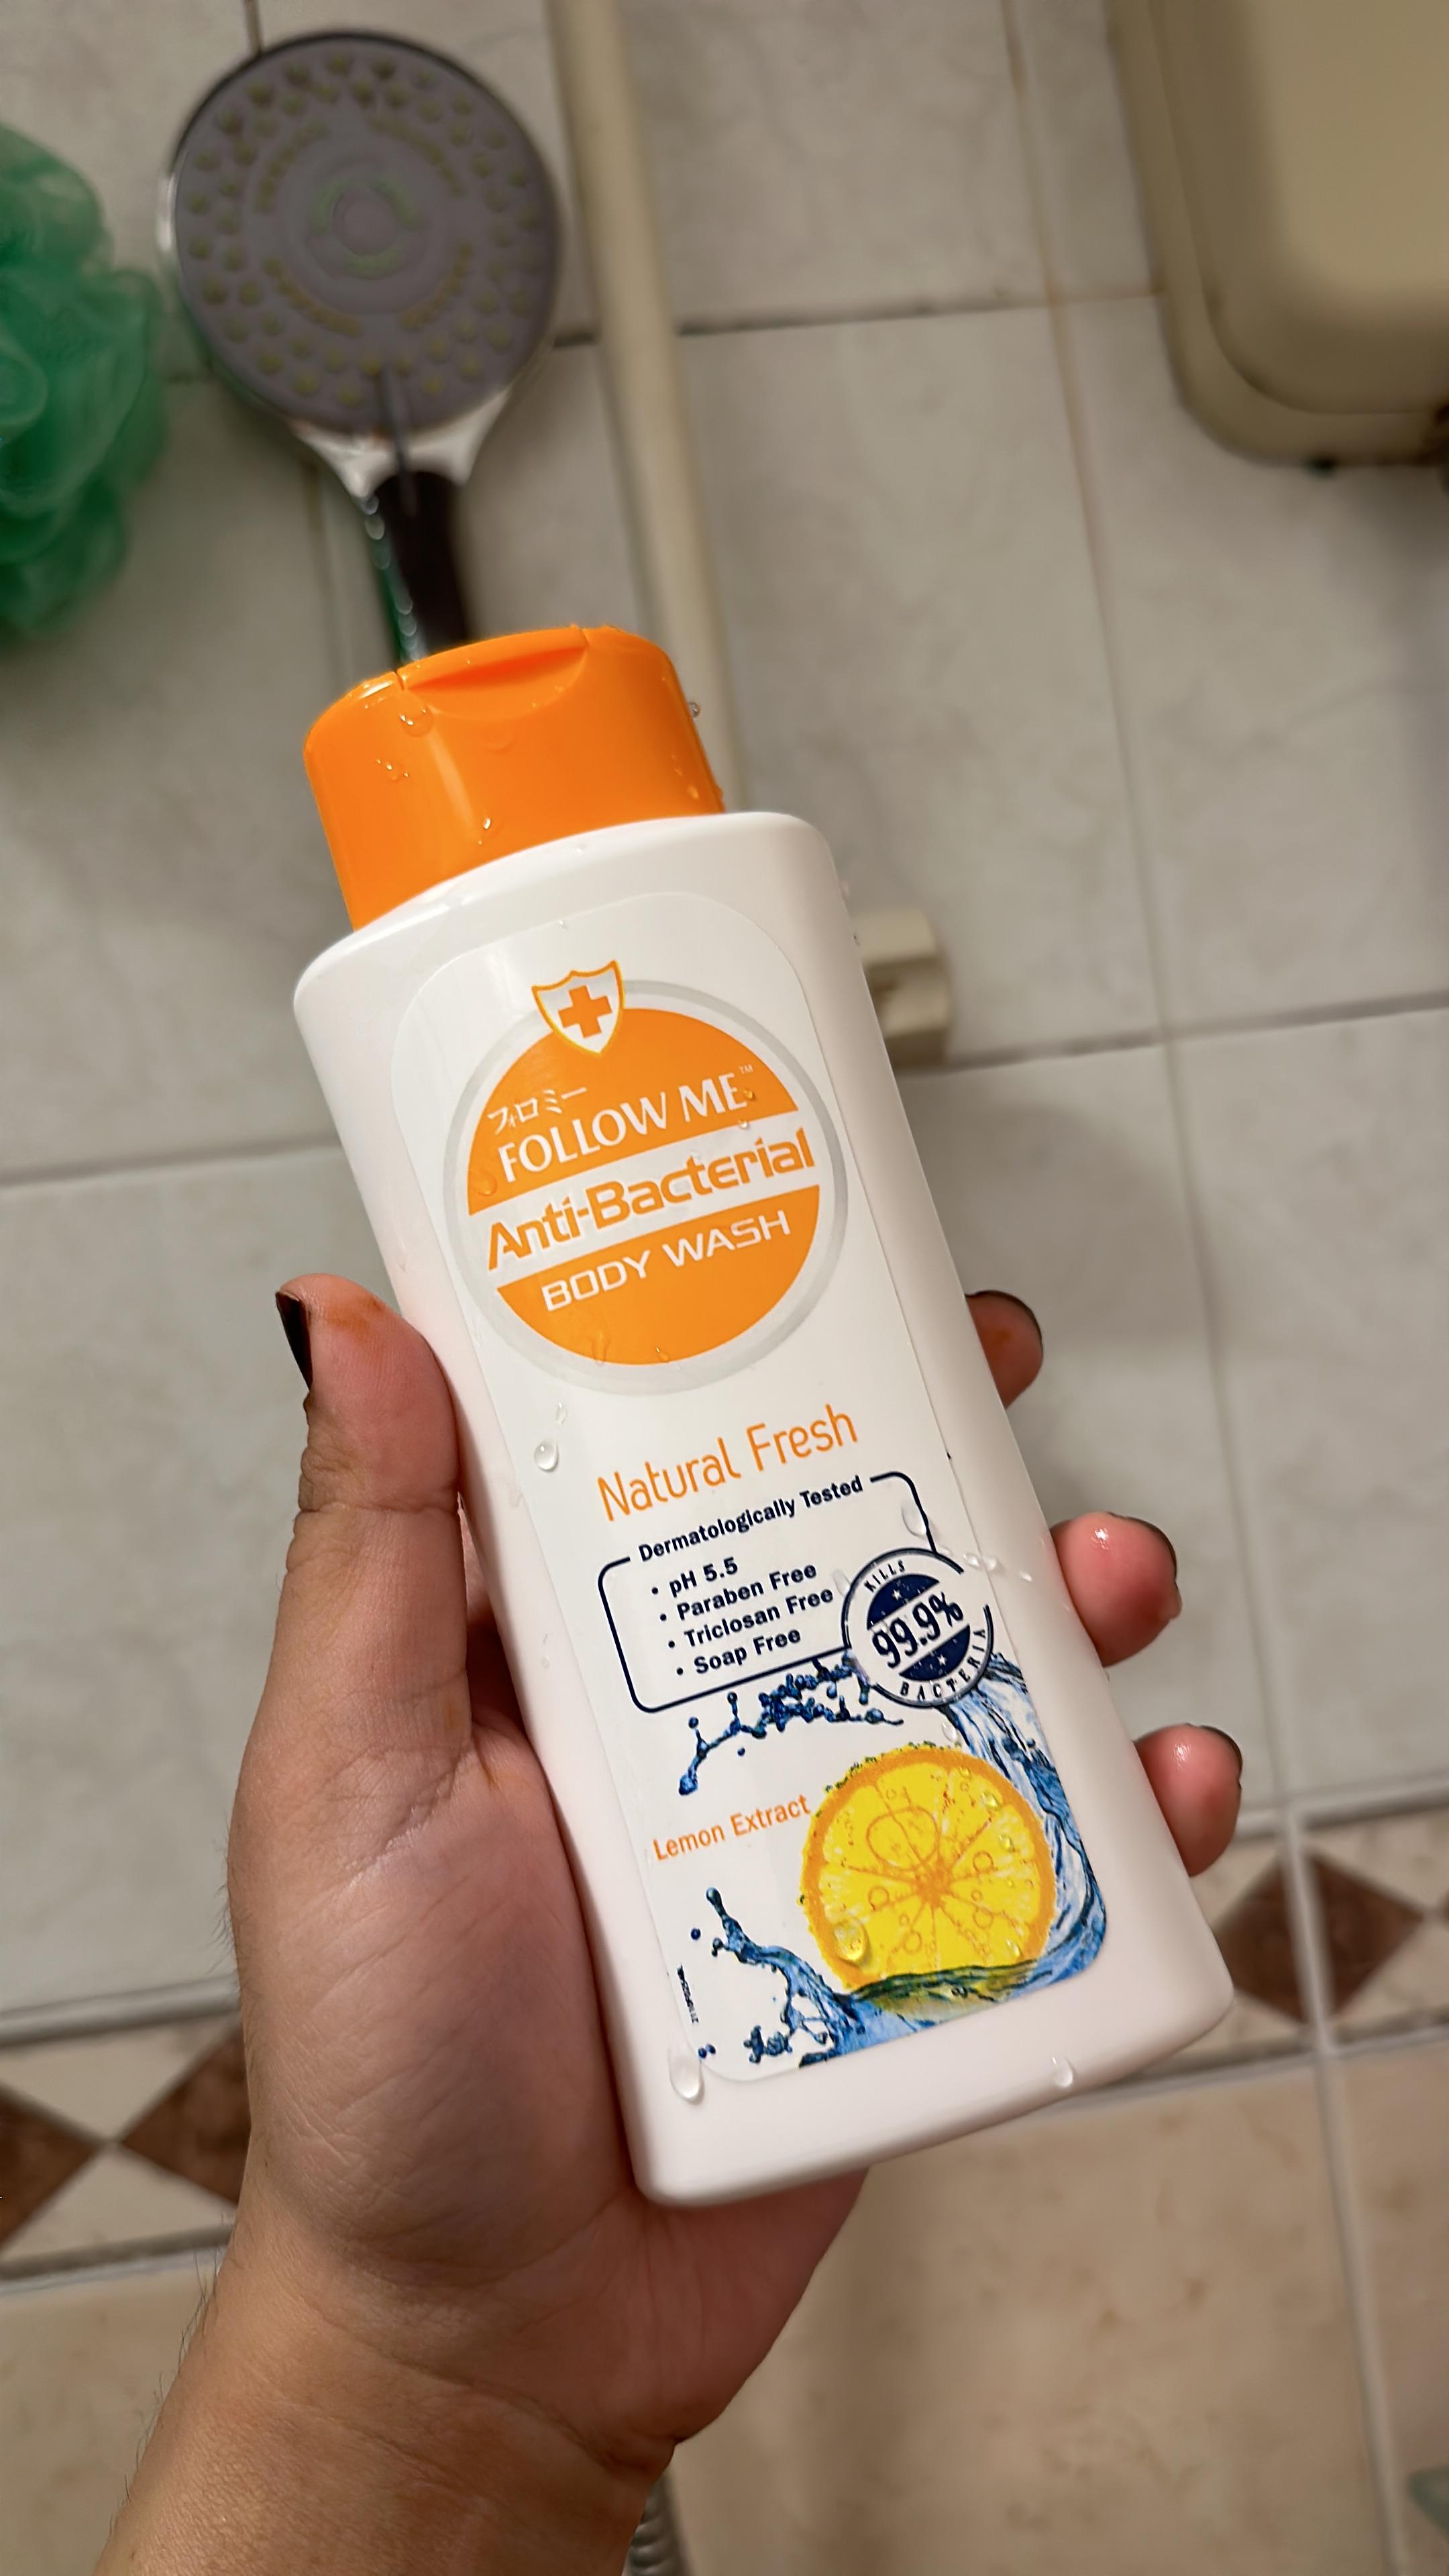 フォロミー
FOLLOW ME™
Anti-Bacterial
BODY WASH
Natural Fresh
Dermatologically Tested
• pH 5.5
• Paraben Free
• Triclosan Free
• Soap Free
KILLS
99.9%
BACTERIA
Lemon Extract